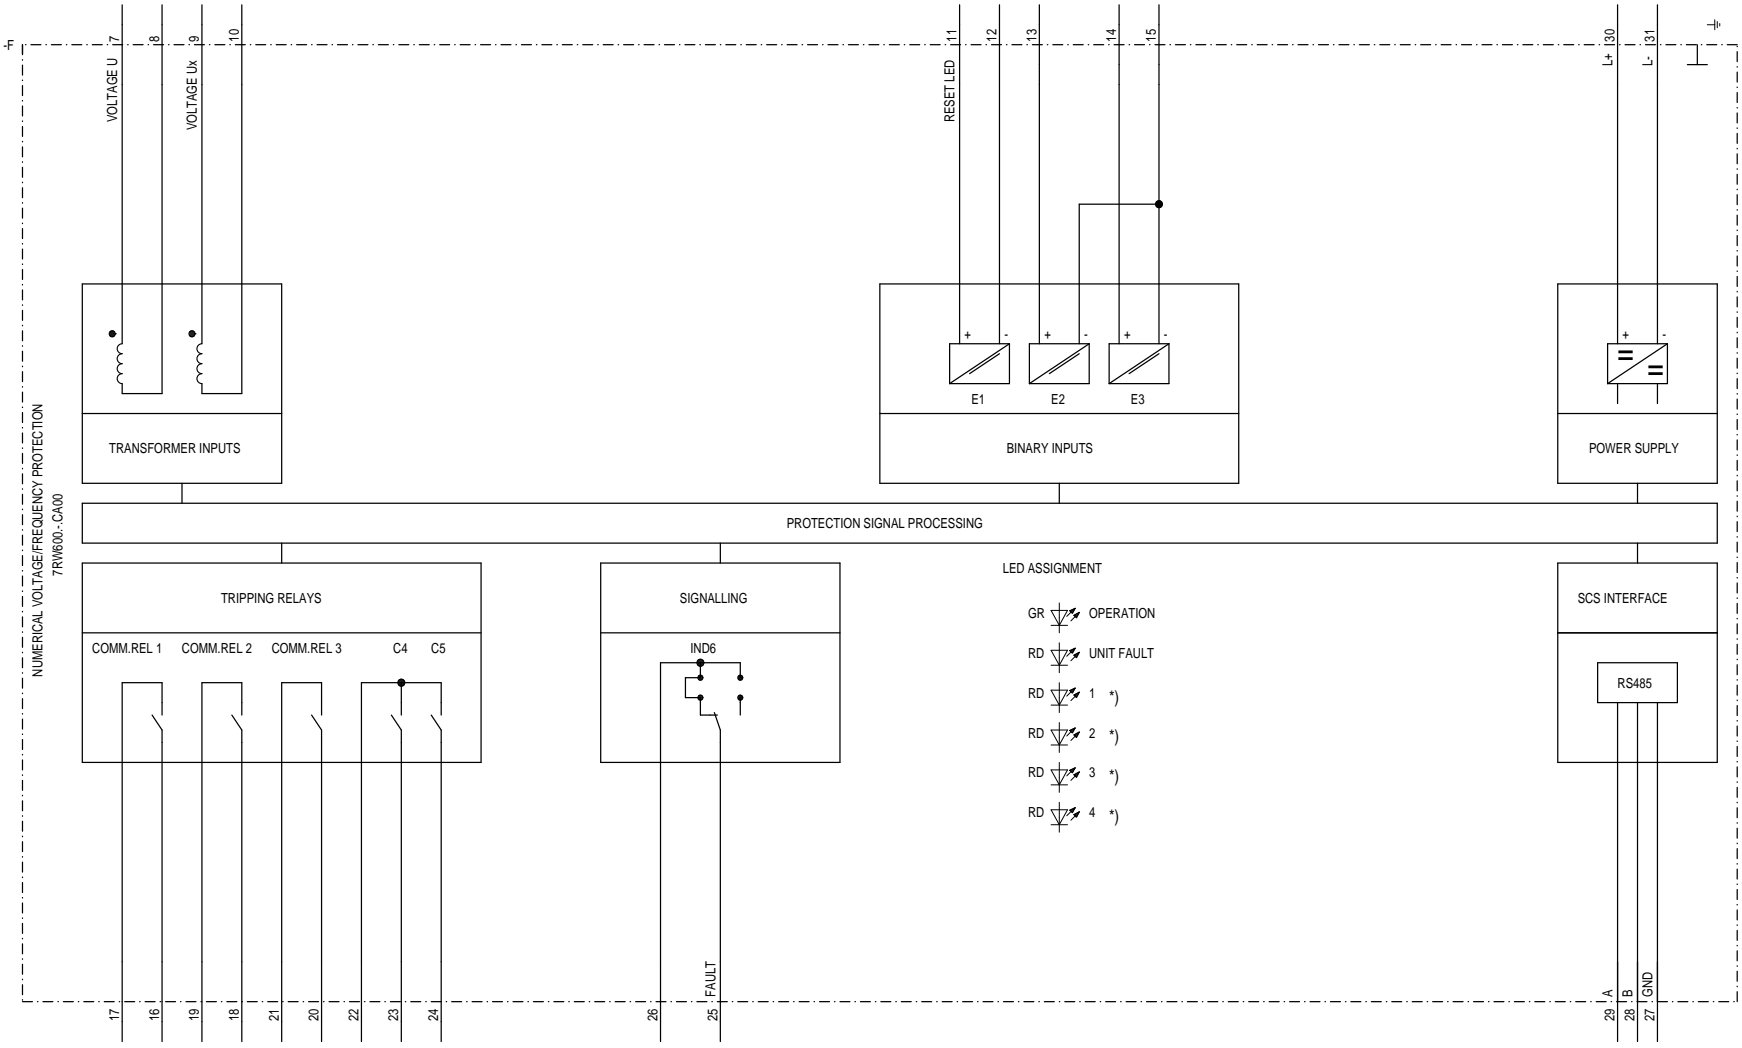 -F
7
8
9
10
11
12
13
14
15
30
31
VOLTAGE U
VOLTAGE Ux
RESET LED
L+
L-
+
-
+
-
+
-
+
-
E1
E2
E3
TRANSFORMER INPUTS
BINARY INPUTS
POWER SUPPLY
NUMERICAL VOLTAGE/FREQUENCY PROTECTION
7RW600.-.CA00
PROTECTION SIGNAL PROCESSING
TRIPPING RELAYS
COMM.REL 1
COMM.REL 2
COMM.REL 3
C4
C5
SIGNALLING
IND6
LED ASSIGNMENT
GR OPERATION
RD UNIT FAULT
RD 1 *)
RD 2 *)
RD 3 *)
RD 4 *)
SCS INTERFACE
RS485
FAULT
A
B
GND
17
16
19
18
21
20
22
23
24
26
25
29
28
27